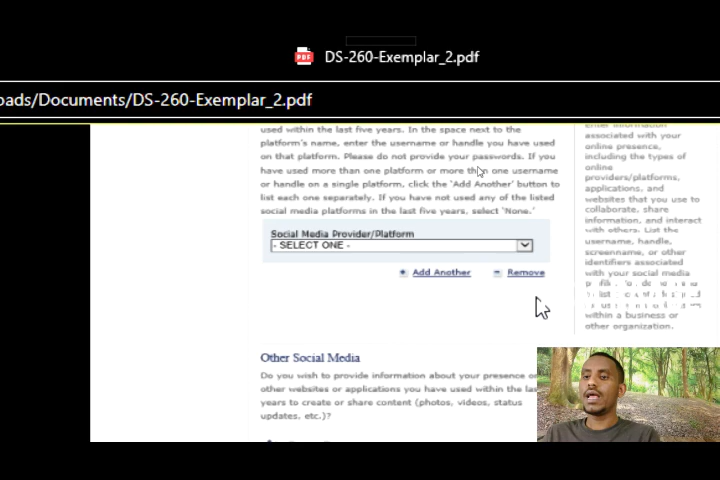 DS-260-Exemplar_2.pdf
oads/Documents/DS-260-Exemplar_2.pdf
used within the last five years. In the space next to the
platform's name, enter the username or handle you have used
on that platform. Please do not provide your passwords. If you
have used more than one platform or more than one username
or handle on a single platform, click the 'Add Another' button to
list each one separately. If you have not used any of the listed
social media platforms in the last five years, select 'None.'
Social Media Provider/Platform
- SELECT ONE -
Add Another
Remove
Other Social Media
Do you wish to provide information about your presence on
other websites or applications you have used within the las
years to create or share content (photos, videos, status
updates, etc.)?
Enter information
associated with your
online presence,
including the types of
online
providers/platforms,
applications, and
websites that you use to
collaborate, share
information, and interact
with others. List the
username, handle,
screenname, or other
identifiers associated
with your social media
within a business or
other organization.